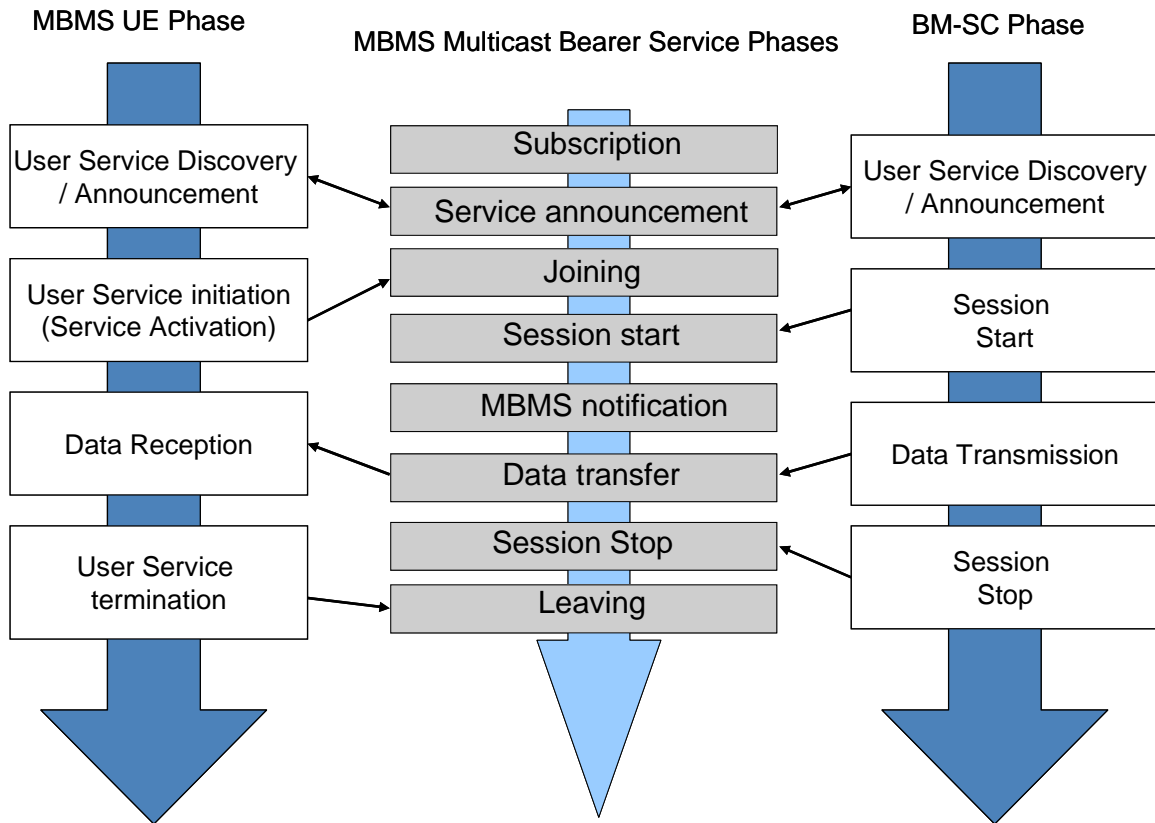 MBMS UE Phase
MBMS Multicast Bearer Service Phases
BM-SC Phase
User Service Discovery
/ Announcement
User Service initiation
(Service Activation)
Data Reception
User Service
termination
Subscription
Service announcement
Joining
Session start
MBMS notification
Data transfer
Session Stop
Leaving
User Service Discovery
/ Announcement
Session
Start
Data Transmission
Session
Stop